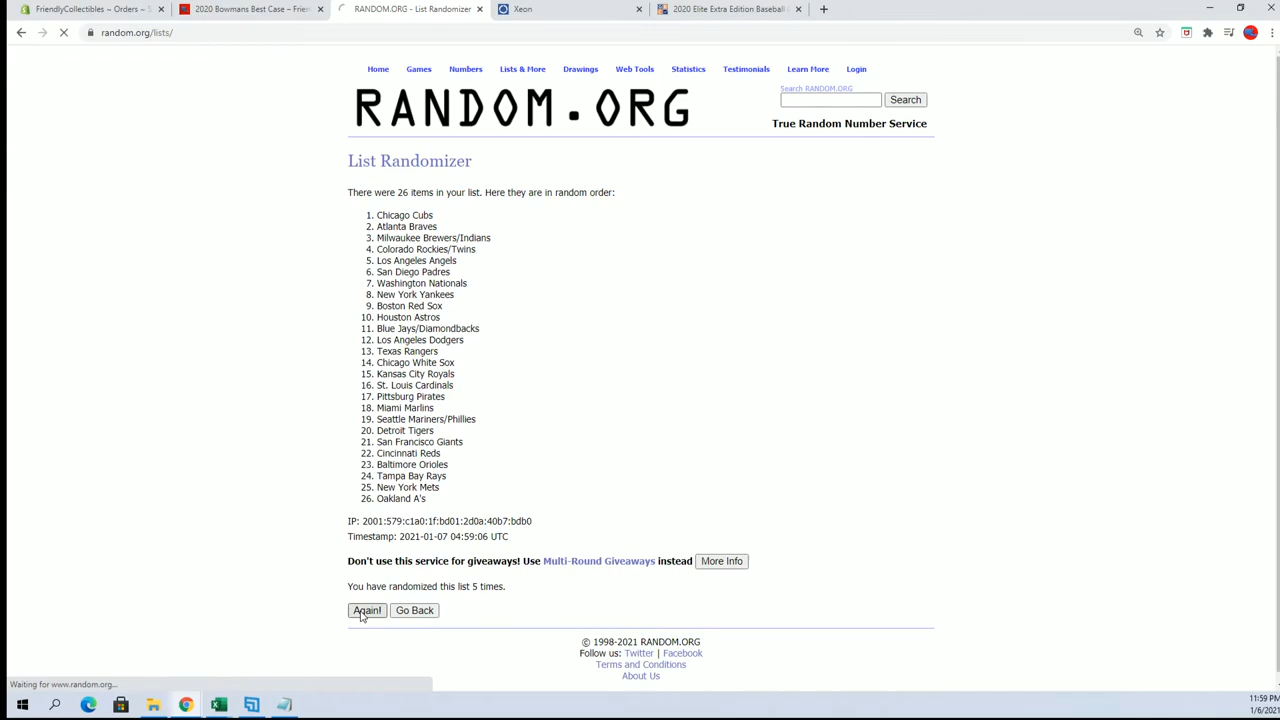 FriendlyCollectibles ~ Orders ~ S
2020 Bowmans Best Case – Frien
RANDOM.ORG - List Randomizer
Xeon
2020 Elite Extra Edition Baseball C
random.org/lists/
Home Games Numbers Lists & More Drawings Web Tools Statistics Testimonials Learn More Login
RANDOM.ORG
Search RANDOM.ORG
Search
True Random Number Service
List Randomizer
There were 26 items in your list. Here they are in random order:
1. Chicago Cubs
2. Atlanta Braves
3. Milwaukee Brewers/Indians
4. Colorado Rockies/Twins
5. Los Angeles Angels
6. San Diego Padres
7. Washington Nationals
8. New York Yankees
9. Boston Red Sox
10. Houston Astros
11. Blue Jays/Diamondbacks
12. Los Angeles Dodgers
13. Texas Rangers
14. Chicago White Sox
15. Kansas City Royals
16. St. Louis Cardinals
17. Pittsburg Pirates
18. Miami Marlins
19. Seattle Mariners/Phillies
20. Detroit Tigers
21. San Francisco Giants
22. Cincinnati Reds
23. Baltimore Orioles
24. Tampa Bay Rays
25. New York Mets
26. Oakland A's
IP: 2001:579:c1a0:1f:bd01:2d0a:40b7:bdb0
Timestamp: 2021-01-07 04:59:06 UTC
Don't use this service for giveaways! Use Multi-Round Giveaways instead More Info
You have randomized this list 5 times.
Again! Go Back
© 1998-2021 RANDOM.ORG
Follow us: Twitter | Facebook
Terms and Conditions
About Us
Waiting for www.random.org...
11:59 PM
1/6/2021